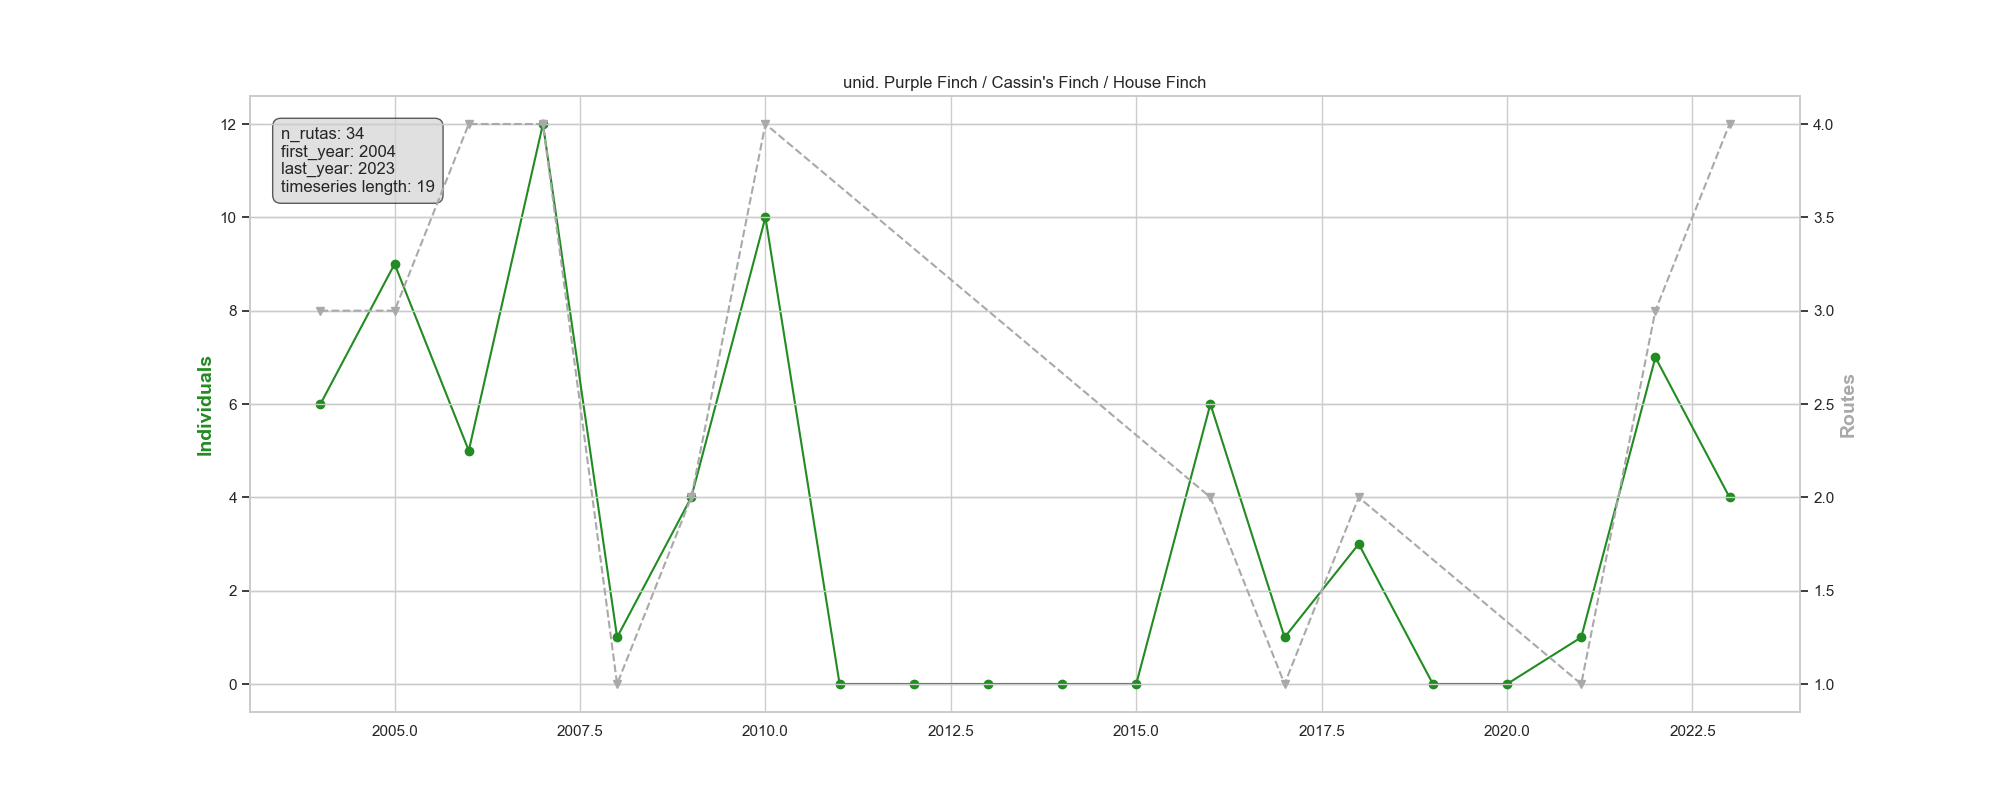 unid. Purple Finch / Cassin's Finch / House Finch
n_rutas: 34
first_year: 2004
last_year: 2023
timeseries length: 19
12
10
8
6
4
2
0
Individuals
4.0
3.5
3.0
2.5
2.0
1.5
1.0
Routes
2005.0 2007.5 2010.0 2012.5 2015.0 2017.5 2020.0 2022.5